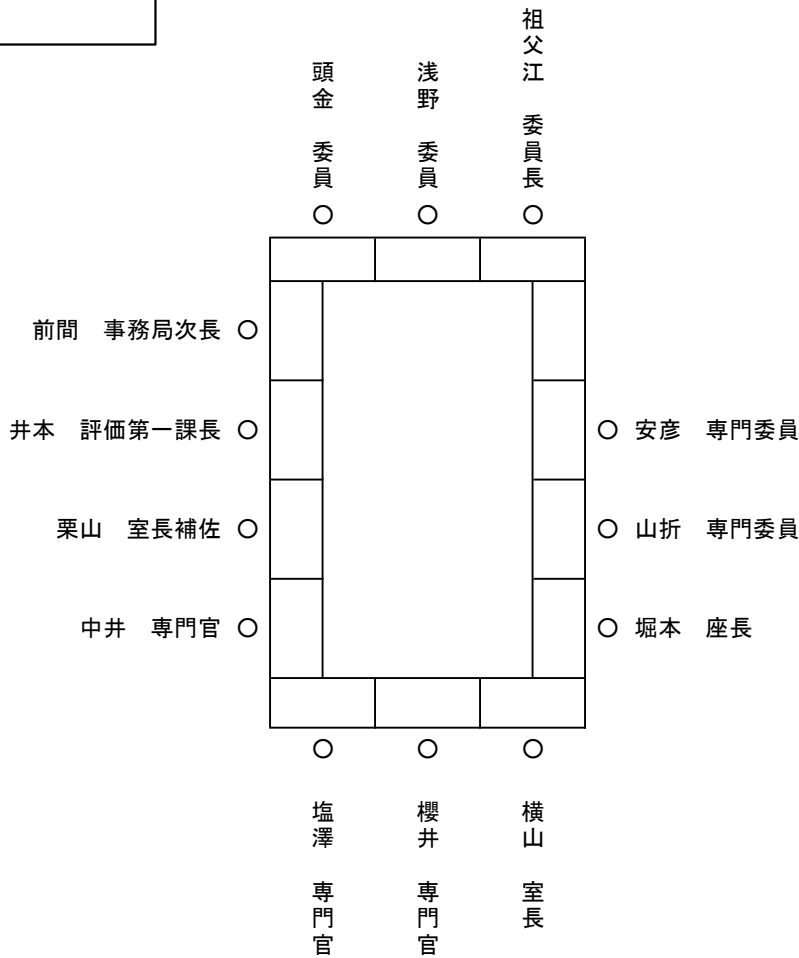 頭金　委員
浅野　委員
祖父江　委員長
前間　事務局次長
井本　評価第一課長
安彦　専門委員
栗山　室長補佐
山折　専門委員
中井　専門官
堀本　座長
塩澤　専門官
櫻井　専門官
横山　室長